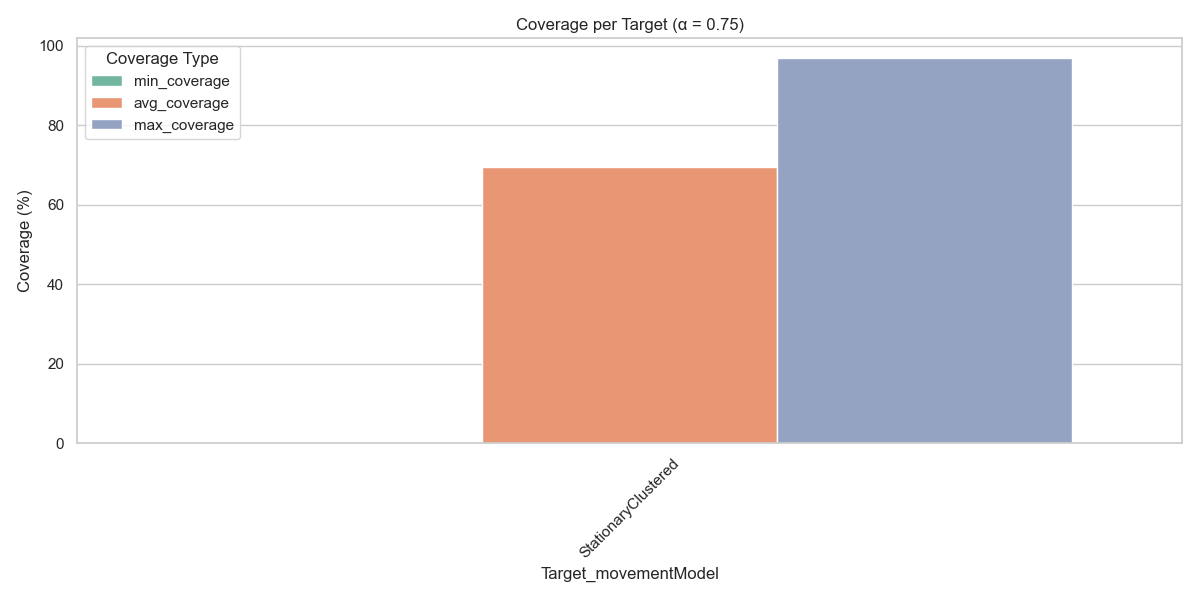 Coverage per Target (α = 0.75)
Coverage (%)
100
80
60
40
20
0
Coverage Type
min_coverage
avg_coverage
max_coverage
StationaryClustered
Target_movementModel